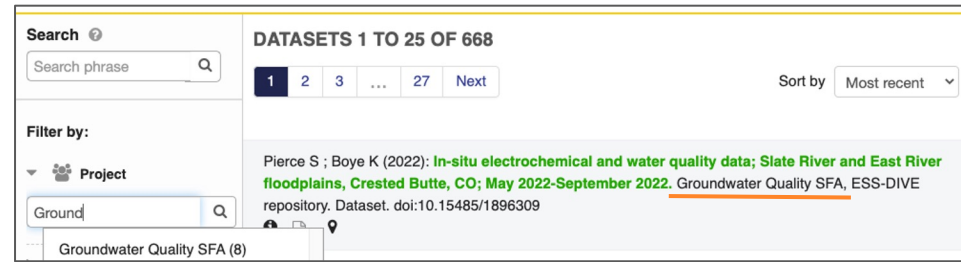 Search
Search phrase
Filter by:
Project
Ground
Groundwater Quality SFA (8)
DATASETS 1 TO 25 OF 668
1 2 3 ... 27 Next
Sort by Most recent
Pierce S ; Boye K (2022): In-situ electrochemical and water quality data; Slate River and East River
floodplains, Crested Butte, CO; May 2022-September 2022. Groundwater Quality SFA, ESS-DIVE
repository. Dataset. doi:10.15485/1896309